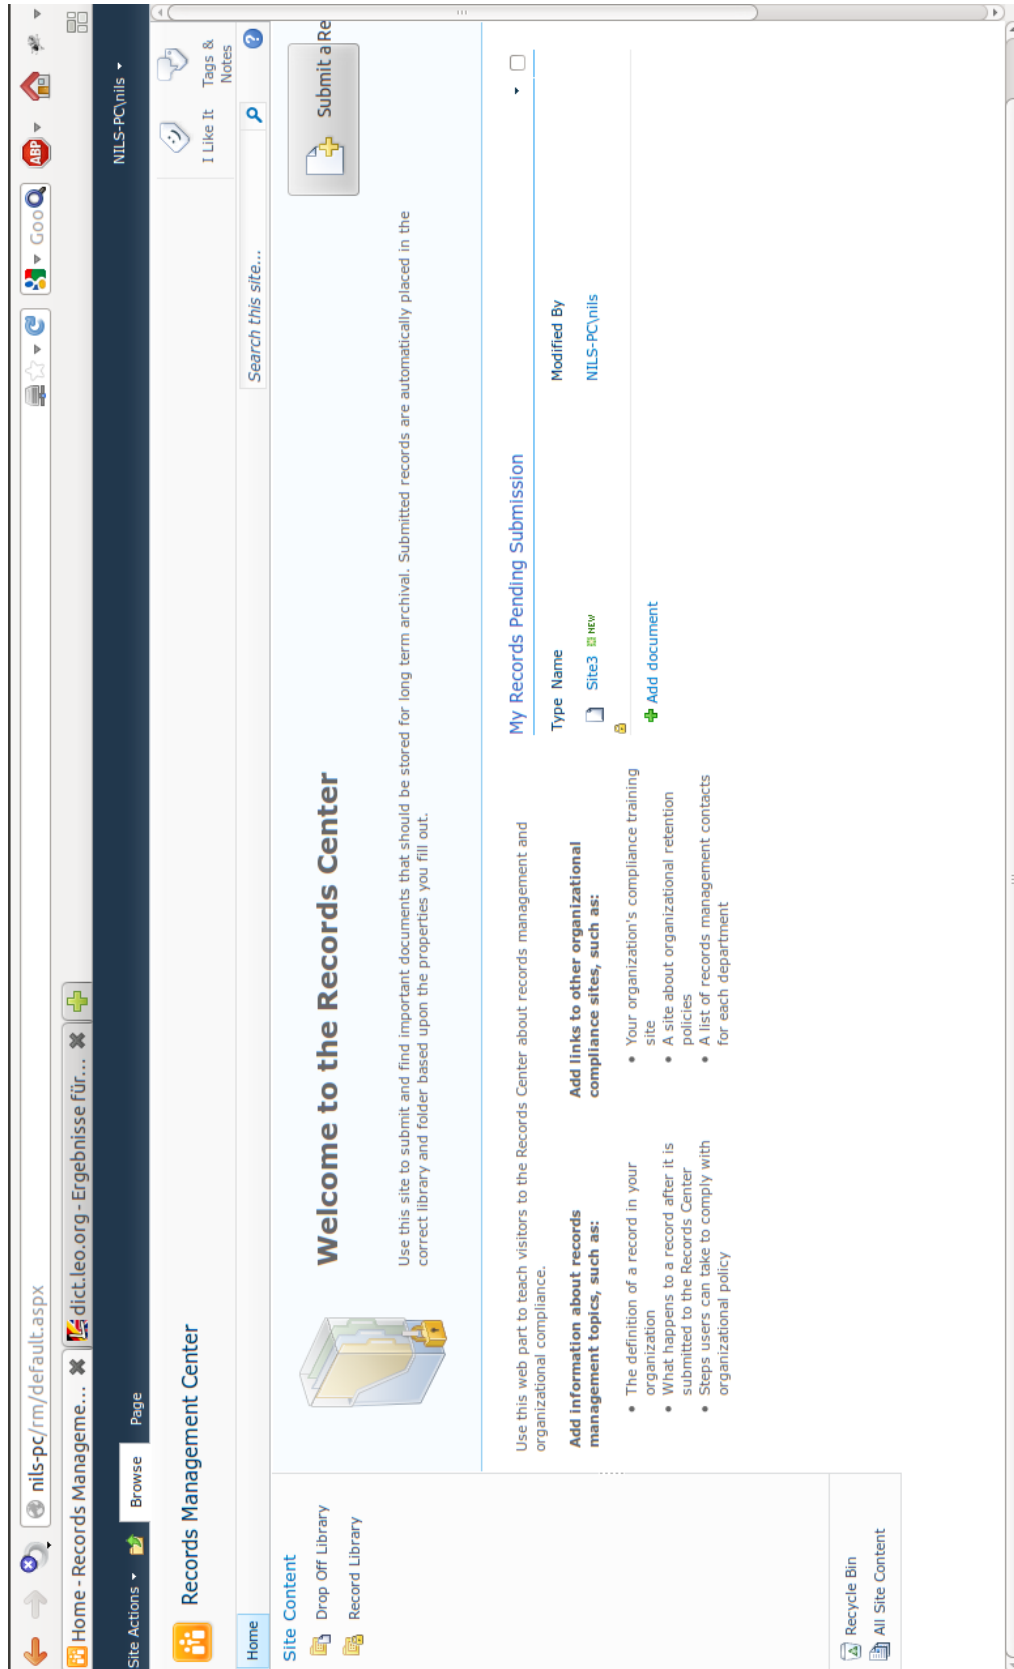 nils-pc/rm/default.aspx
Goo
ABP
Home - Records Manageme...
dict.leo.org - Ergebnisse für...
Site Actions
Browse
Page
NILS-PC\nils
Records Management Center
I Like It
Tags &
Notes
Home
Search this site...
Site Content
Drop Off Library
Record Library
Recycle Bin
All Site Content
Welcome to the Records Center
Submit a Re
Use this site to submit and find important documents that should be stored for long term archival. Submitted records are automatically placed in the
correct library and folder based upon the properties you fill out.
Use this web part to teach visitors to the Records Center about records management and
organizational compliance.
Add information about records
management topics, such as:
• The definition of a record in your
organization
• What happens to a record after it is
submitted to the Records Center
• Steps users can take to comply with
organizational policy
Add links to other organizational
compliance sites, such as:
• Your organization's compliance training
site
• A site about organizational retention
policies
• A list of records management contacts
for each department
My Records Pending Submission
Type Name Modified By
Site3 NEW NILS-PC\nils
Add document